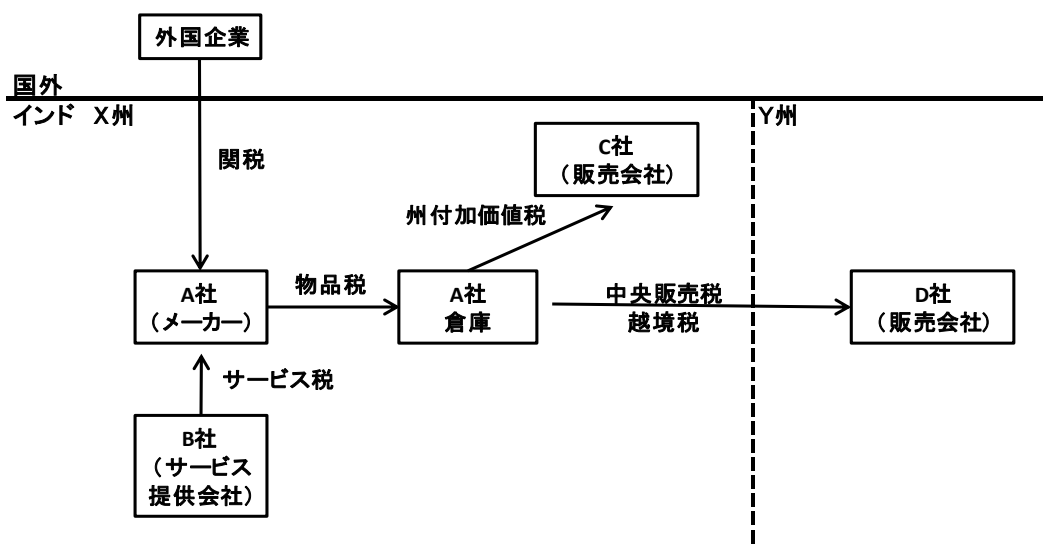 外国企業
国外
インド X州
Y州
関税
C社
(販売会社)
州付加価値税
物品税
A社
(メーカー)
A社
倉庫
中央販売税
越境税
D社
(販売会社)
サービス税
B社
(サービス
提供会社)